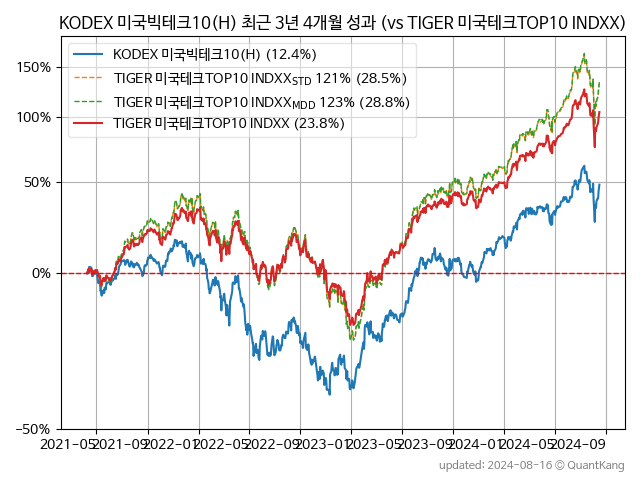 KODEX 미국빅테크10(H) 최근 3년 4개월 성과 (vs TIGER 미국테크TOP10 INDXX)
KODEX 미국빅테크10(H) (12.4%)
TIGER 미국테크TOP10 INDXX_STD 121% (28.5%)
TIGER 미국테크TOP10 INDXX_MDD 123% (28.8%)
TIGER 미국테크TOP10 INDXX (23.8%)
150%
100%
50%
0%
−50%
2021-05 2021-09 2022-01 2022-05 2022-09 2023-01 2023-05 2023-09 2024-01 2024-05 2024-09
updated: 2024-08-16 © QuantKang